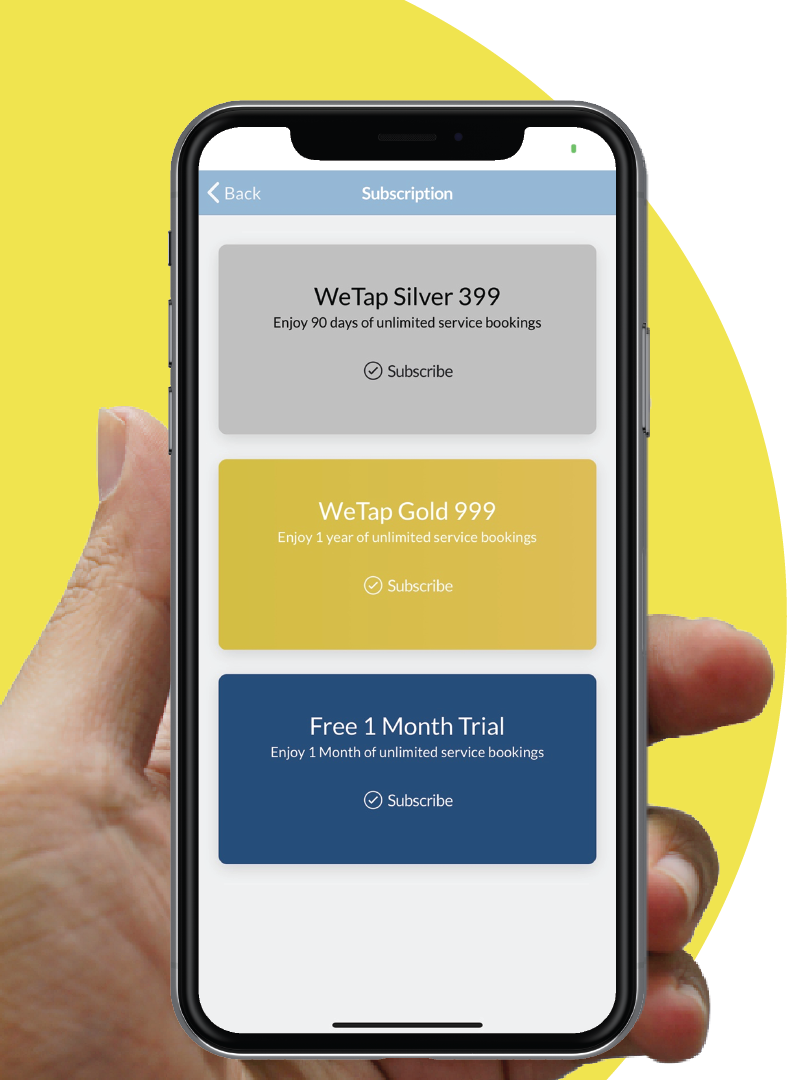 Back
Subscription
WeTap Silver 399
Enjoy 90 days of unlimited service bookings
Subscribe
WeTap Gold 999
Enjoy 1 year of unlimited service bookings
Subscribe
Free 1 Month Trial
Enjoy 1 Month of unlimited service bookings
Subscribe